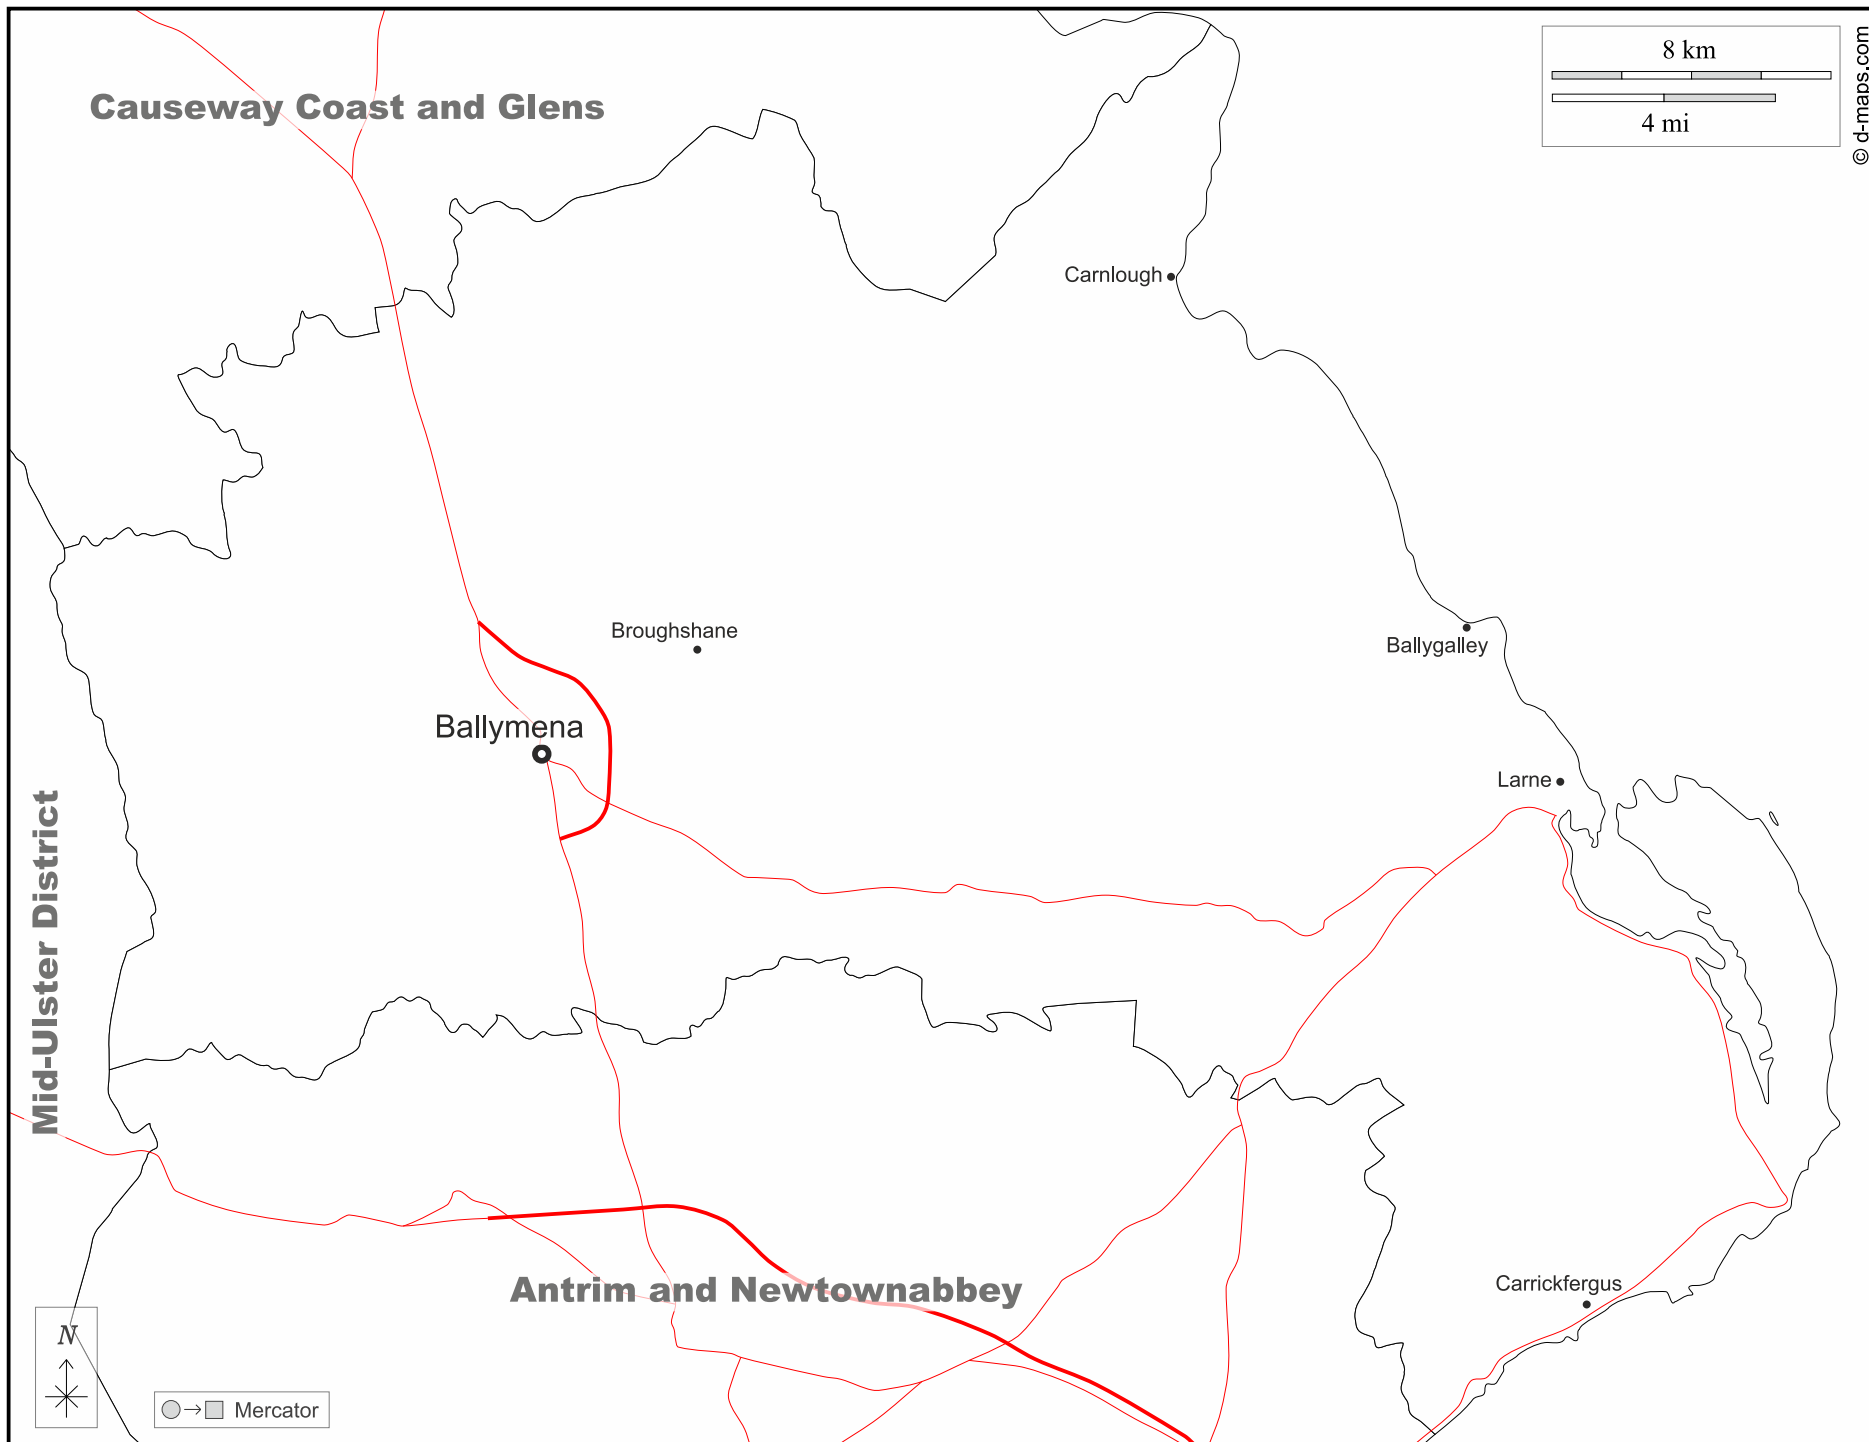 8 km
4 mi
© d-maps.com
Causeway Coast and Glens
Carnlough
Broughshane
Ballygalley
Ballymena
Larne
Mid-Ulster District
Carrickfergus
Antrim and Newtownabbey
N
Mercator